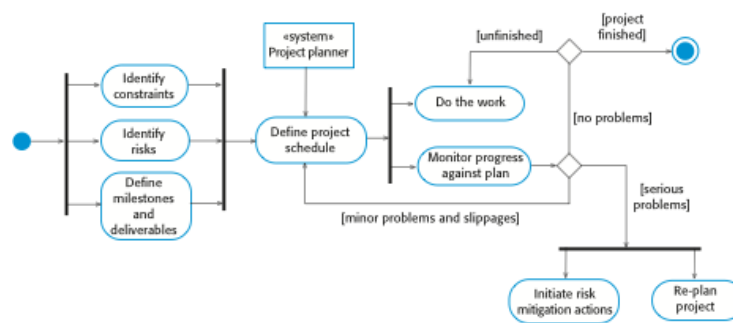 [project
finished]
«system»
Project planner
[unfinished]
Identify
constraints
Do the work
Identify
risks
Define project
schedule
[no problems]
Monitor progress
against plan
Define
milestones
and
deliverables
[serious
problems]
[minor problems and slippages]
Initiate risk
mitigation actions
Re-plan
project